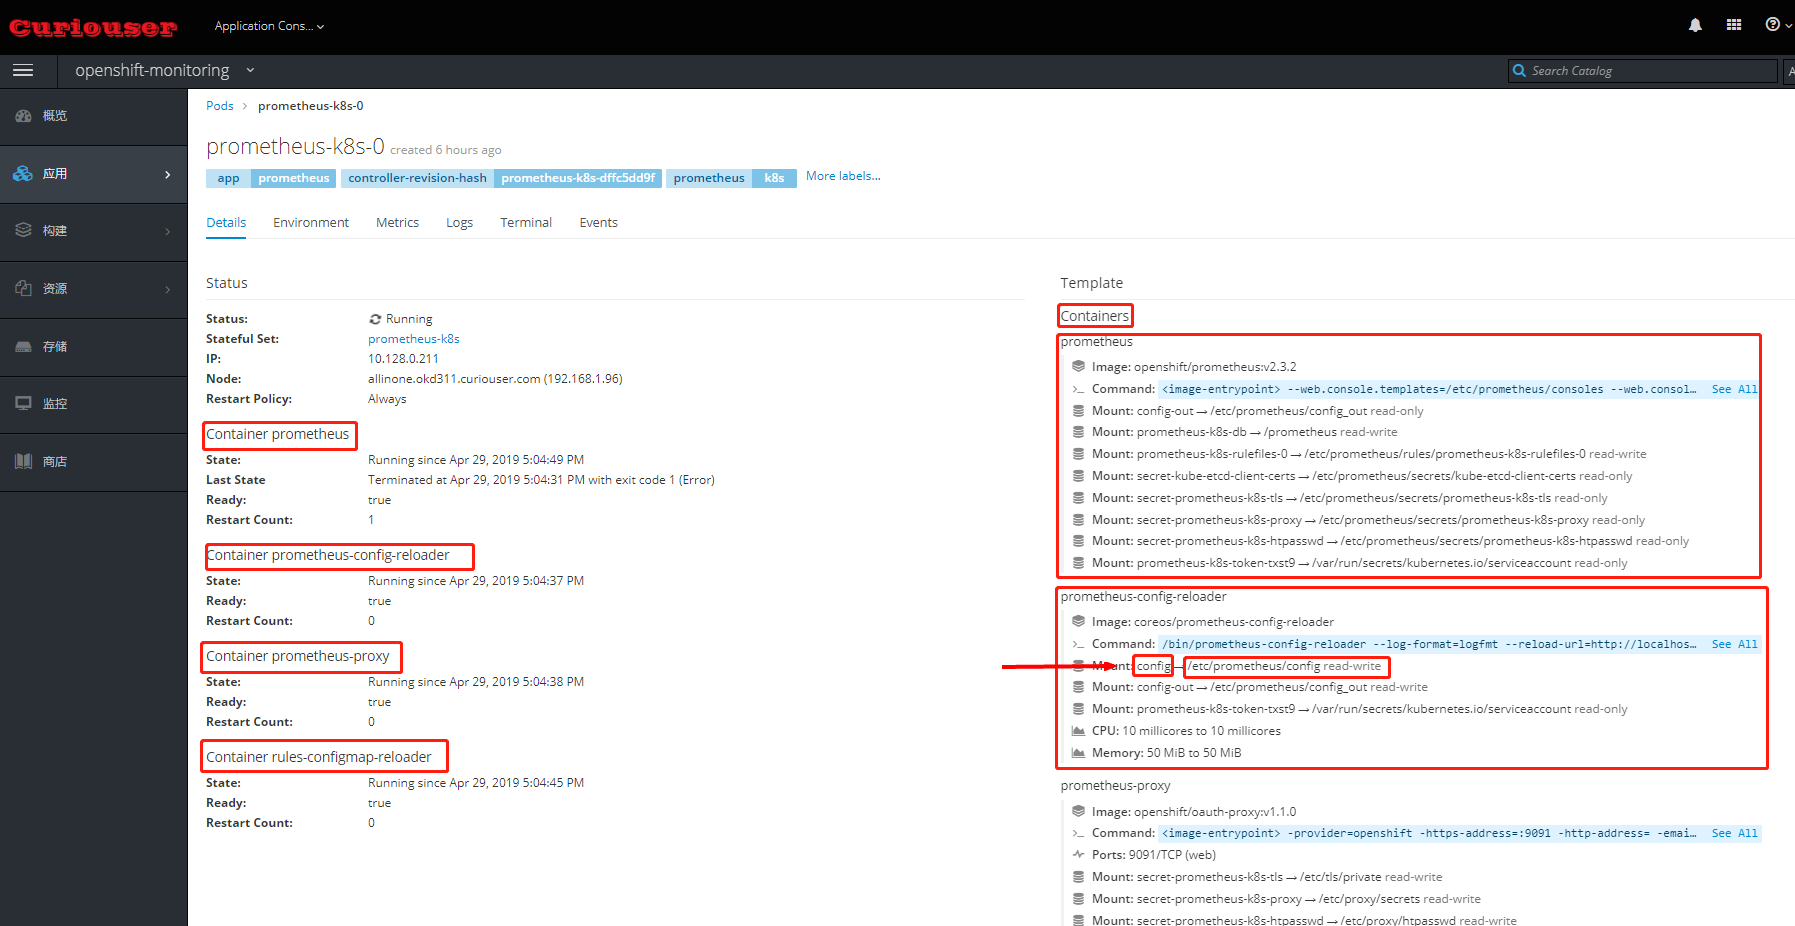 Curiouser
Application Cons...
openshift-monitoring
Search Catalog
A
概览
应用
构建
资源
存储
监控
商店
Pods > prometheus-k8s-0
prometheus-k8s-0 created 6 hours ago
app prometheus controller-revision-hash prometheus-k8s-dffc5dd9f prometheus k8s More labels...
Details Environment Metrics Logs Terminal Events
Status
Status: Running
Stateful Set: prometheus-k8s
IP: 10.128.0.211
Node: allinone.okd311.curiouser.com (192.168.1.96)
Restart Policy: Always
Container prometheus
State: Running since Apr 29, 2019 5:04:49 PM
Last State Terminated at Apr 29, 2019 5:04:31 PM with exit code 1 (Error)
Ready: true
Restart Count: 1
Container prometheus-config-reloader
State: Running since Apr 29, 2019 5:04:37 PM
Ready: true
Restart Count: 0
Container prometheus-proxy
State: Running since Apr 29, 2019 5:04:38 PM
Ready: true
Restart Count: 0
Container rules-configmap-reloader
State: Running since Apr 29, 2019 5:04:45 PM
Ready: true
Restart Count: 0
Template
Containers
prometheus
Image: openshift/prometheus:v2.3.2
Command: <image-entrypoint> --web.console.templates=/etc/prometheus/consoles --web.consol... See All
Mount: config-out → /etc/prometheus/config_out read-only
Mount: prometheus-k8s-db → /prometheus read-write
Mount: prometheus-k8s-rulefiles-0 → /etc/prometheus/rules/prometheus-k8s-rulefiles-0 read-write
Mount: secret-kube-etcd-client-certs → /etc/prometheus/secrets/kube-etcd-client-certs read-only
Mount: secret-prometheus-k8s-tls → /etc/prometheus/secrets/prometheus-k8s-tls read-only
Mount: secret-prometheus-k8s-proxy → /etc/prometheus/secrets/prometheus-k8s-proxy read-only
Mount: secret-prometheus-k8s-htpasswd → /etc/prometheus/secrets/prometheus-k8s-htpasswd read-only
Mount: prometheus-k8s-token-txst9 → /var/run/secrets/kubernetes.io/serviceaccount read-only
prometheus-config-reloader
Image: coreos/prometheus-config-reloader
Command: /bin/prometheus-config-reloader --log-format=logfmt --reload-url=http://localhos... See All
Mount: config → /etc/prometheus/config read-write
Mount: config-out → /etc/prometheus/config_out read-write
Mount: prometheus-k8s-token-txst9 → /var/run/secrets/kubernetes.io/serviceaccount read-only
CPU: 10 millicores to 10 millicores
Memory: 50 MiB to 50 MiB
prometheus-proxy
Image: openshift/oauth-proxy:v1.1.0
Command: <image-entrypoint> -provider=openshift -https-address=:9091 -http-address= -emai... See All
Ports: 9091/TCP (web)
Mount: secret-prometheus-k8s-tls → /etc/tls/private read-write
Mount: secret-prometheus-k8s-proxy → /etc/proxy/secrets read-write
Mount: secret-prometheus-k8s-htpasswd → /etc/proxy/htpasswd read-write